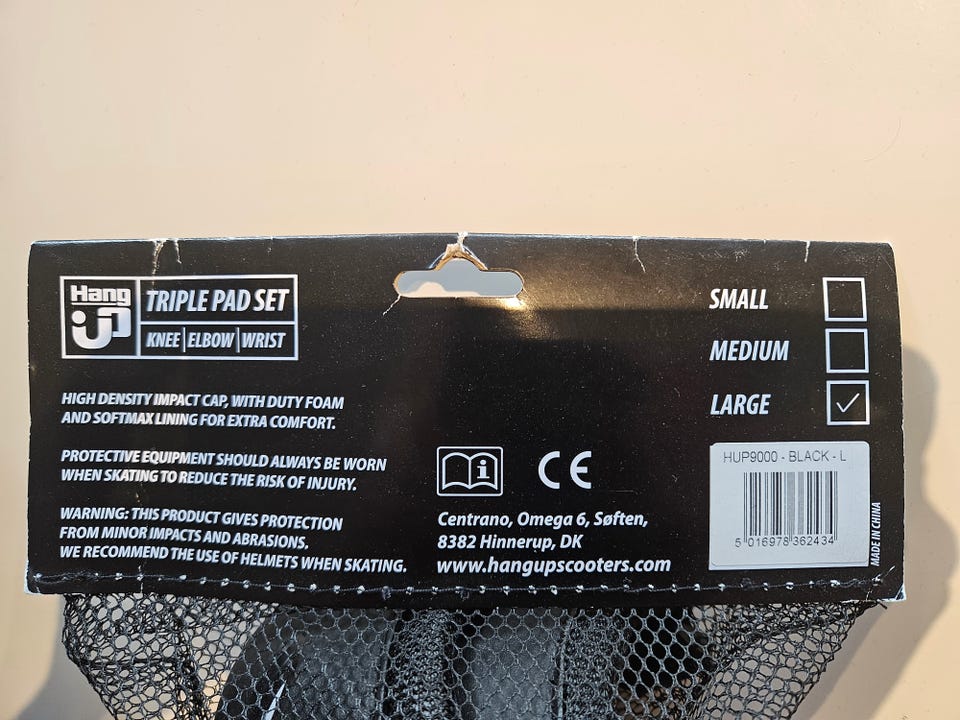 Hang
UP
TRIPLE PAD SET
KNEE ELBOW WRIST
HIGH DENSITY IMPACT CAP, WITH DUTY FOAM
AND SOFTMAX LINING FOR EXTRA COMFORT.
PROTECTIVE EQUIPMENT SHOULD ALWAYS BE WORN
WHEN SKATING TO REDUCE THE RISK OF INJURY.
WARNING: THIS PRODUCT GIVES PROTECTION
FROM MINOR IMPACTS AND ABRASIONS.
WE RECOMMEND THE USE OF HELMETS WHEN SKATING.
i
CE
Centrano, Omega 6, Søften,
8382 Hinnerup, DK
www.hangupscooters.com
SMALL
MEDIUM
LARGE
HUP9000 - BLACK - L
5 016978 362434
MADE IN CHINA